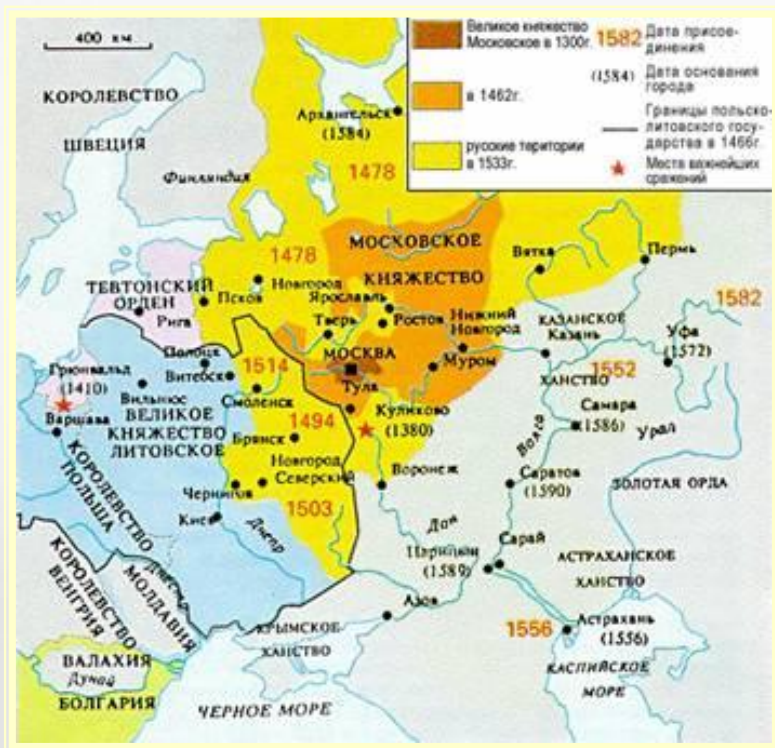 400 км
Великое княжество
Московское в 1300г.
в 1462г.
русские територии
в 1533г.
1582 Дата присое-
динения
(1584) Дата основания
города
Границы польско-
литовского госу-
дарства в 1466г.
Места важнейших
сражений
КОРОЛЕВСТВО
ШВЕЦИЯ
Финляндия
Архангельск
(1584)
1478
1478
МОСКОВСКОЕ
КНЯЖЕСТВО
Вятка
Пермь
1582
ТЕВТОНСКИЙ
ОРДЕН
Рига
Псков
Новгород
Ярославль
Тверь
Ростов
Нижний
Новгород
КАЗАНСКОЕ
Казань
ХАНСТВО
1552
Уфа
(1572)
Полоцк
Витебск
1514
МОСКВА
Муром
Тула
Грюнвальд
(1410)
Вильнюс
Смоленск
1494
Куликово
(1380)
Самара
(1586)
Урал
Варшава
ВЕЛИКОЕ
КНЯЖЕСТВО
ЛИТОВСКОЕ
Брянск
Новгород
Северский
Воронеж
Волга
Саратов
(1590)
ЗОЛОТАЯ ОРДА
КОРОЛЕВСТВО
ПОЛЬША
Чернигов
1503
Киев
Днепр
Дон
Царицын
(1589)
Сарай
АСТРАХАНСКОЕ
ХАНСТВО
КОРОЛЕВСТВО
ВЕНГРИЯ
Днестр
МОЛДАВИЯ
Азов
КРЫМСКОЕ
ХАНСТВО
1556
Астрахань
(1556)
ВАЛАХИЯ
Дунай
БОЛГАРИЯ
ЧЕРНОЕ МОРЕ
КАСПИЙСКОЕ
МОРЕ